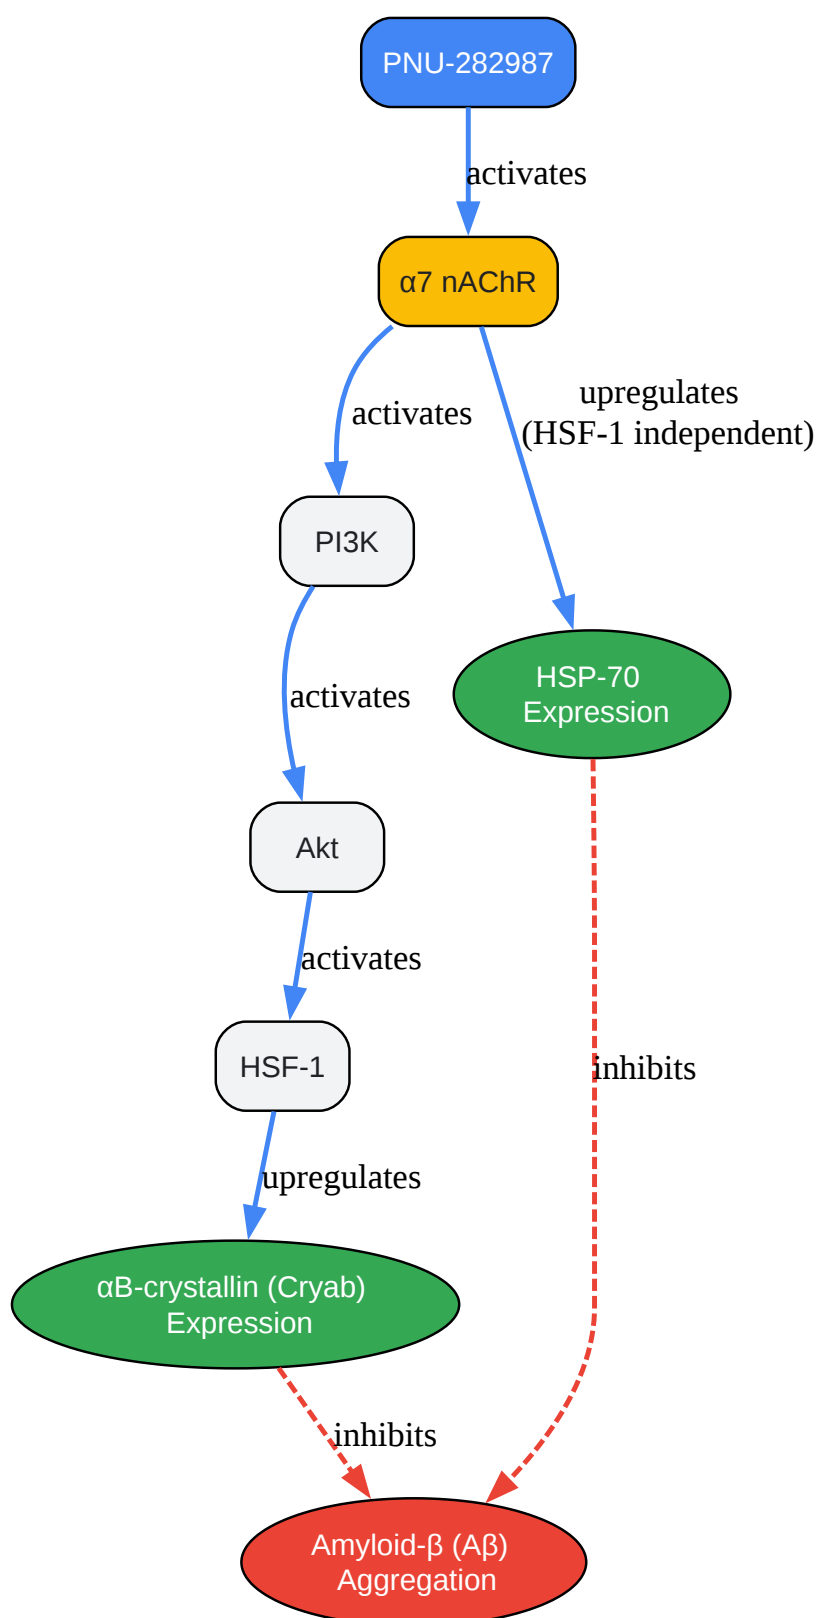 PNU-282987
activates
α7 nAChR
upregulates
(HSF-1 independent)
activates
PI3K
HSP-70
Expression
activates
Akt
activates
HSF-1
inhibits
upregulates
αB-crystallin (Cryab)
Expression
inhibits
Amyloid-β (Aβ)
Aggregation